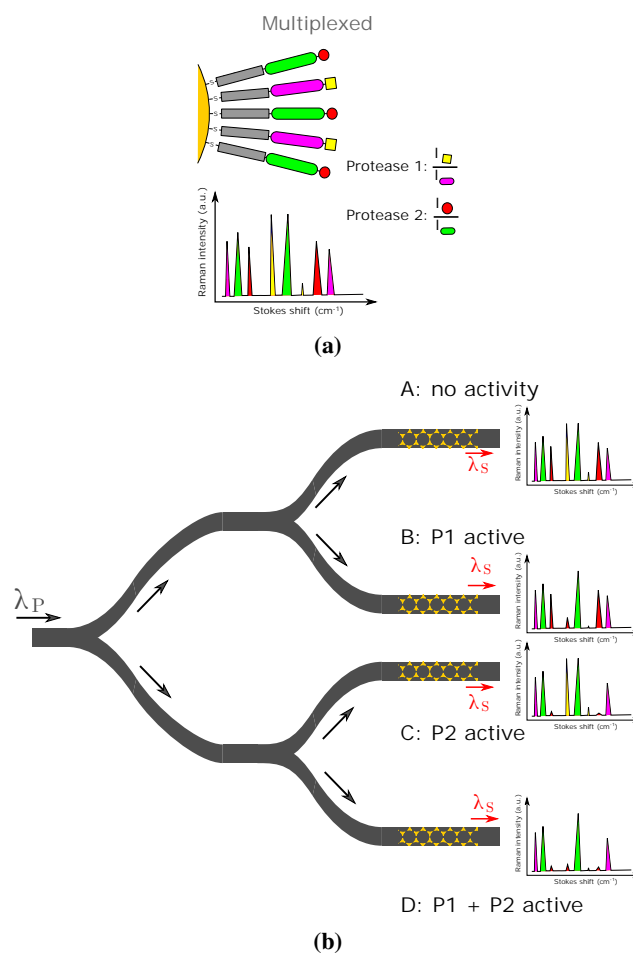 Multiplexed
S
S
S
S
S
Protease 1: I
I
Protease 2: I
I
Raman intensity (a.u.)
Stokes shift (cm⁻¹)
(a)
A: no activity
Raman intensity (a.u.)
Stokes shift (cm⁻¹)
λS
B: P1 active
λS
λP
Raman intensity (a.u.)
Stokes shift (cm⁻¹)
Raman intensity (a.u.)
Stokes shift (cm⁻¹)
λS
C: P2 active
λS
Raman intensity (a.u.)
Stokes shift (cm⁻¹)
D: P1 + P2 active
(b)